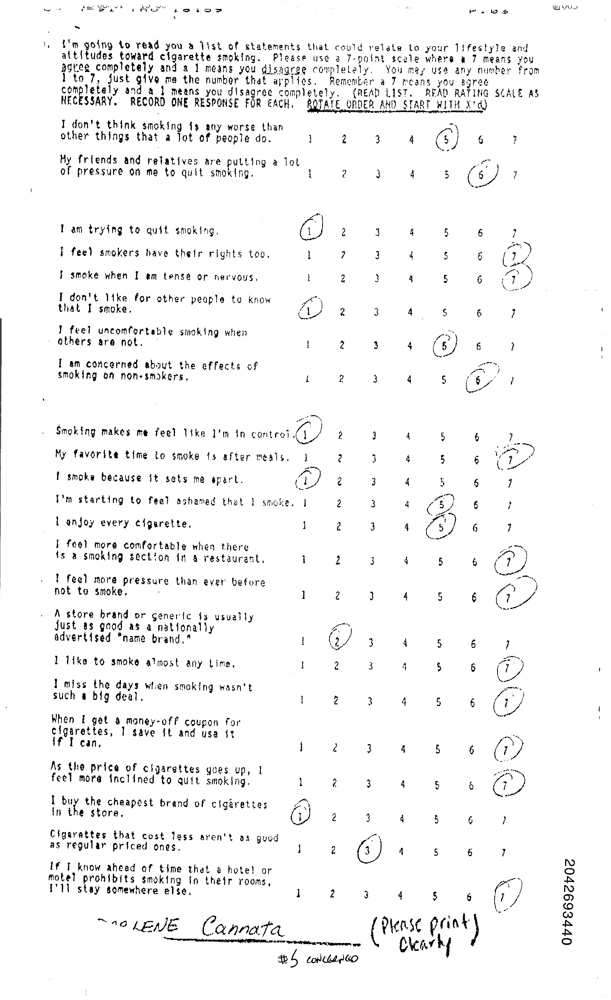 I'm going to read you a list of statements that could relate to your lifestyle and
attitudes toward cigarette smoking. Please use a 7-point scale where a 7 means you
agree completely and a 1 means you disagree completely. You may use any number from
1 to 7, just give me the number that applies. Remember a 7 means you agree
completely and a 1 means you disagree completely. (READ LIST. READ RATING SCALE AS
NECESSARY. RECORD ONE RESPONSE FOR EACH. ROTATE ORDER AND START WITH X'd)
I don't think smoking is any worse than
other things that a lot of people do. 1 2 3 4 5 6 7
My friends and relatives are putting a lot
of pressure on me to quit smoking. 1 2 3 4 5 6 7
I am trying to quit smoking. 1 2 3 4 5 6 7
I feel smokers have their rights too. 1 2 3 4 5 6 7
I smoke when I am tense or nervous. 1 2 3 4 5 6 7
I don't like for other people to know
that I smoke. 1 2 3 4 5 6 7
I feel uncomfortable smoking when
others are not. 1 2 3 4 5 6 7
I am concerned about the effects of
smoking on non-smokers. 1 2 3 4 5 6 7
Smoking makes me feel like I'm in control. 1 2 3 4 5 6 7
My favorite time to smoke is after meals. 1 2 3 4 5 6 7
I smoke because it sets me apart. 1 2 3 4 5 6 7
I'm starting to feel ashamed that I smoke. 1 2 3 4 5 6 7
I enjoy every cigarette. 1 2 3 4 5 6 7
I feel more comfortable when there
is a smoking section in a restaurant. 1 2 3 4 5 6 7
I feel more pressure than ever before
not to smoke. 1 2 3 4 5 6 7
A store brand or generic is usually
just as good as a nationally
advertised "name brand." 1 2 3 4 5 6 7
I like to smoke almost any time. 1 2 3 4 5 6 7
I miss the days when smoking wasn't
such a big deal. 1 2 3 4 5 6 7
When I get a money-off coupon for
cigarettes, I save it and use it
if I can. 1 2 3 4 5 6 7
As the price of cigarettes goes up, I
feel more inclined to quit smoking. 1 2 3 4 5 6 7
I buy the cheapest brand of cigarettes
in the store. 1 2 3 4 5 6 7
Cigarettes that cost less aren't as good
as regular priced ones. 1 2 3 4 5 6 7
If I know ahead of time that a hotel or
motel prohibits smoking in their rooms,
I'll stay somewhere else. 1 2 3 4 5 6 7
Cannata (Please print)
Clearly
#5
2042693440